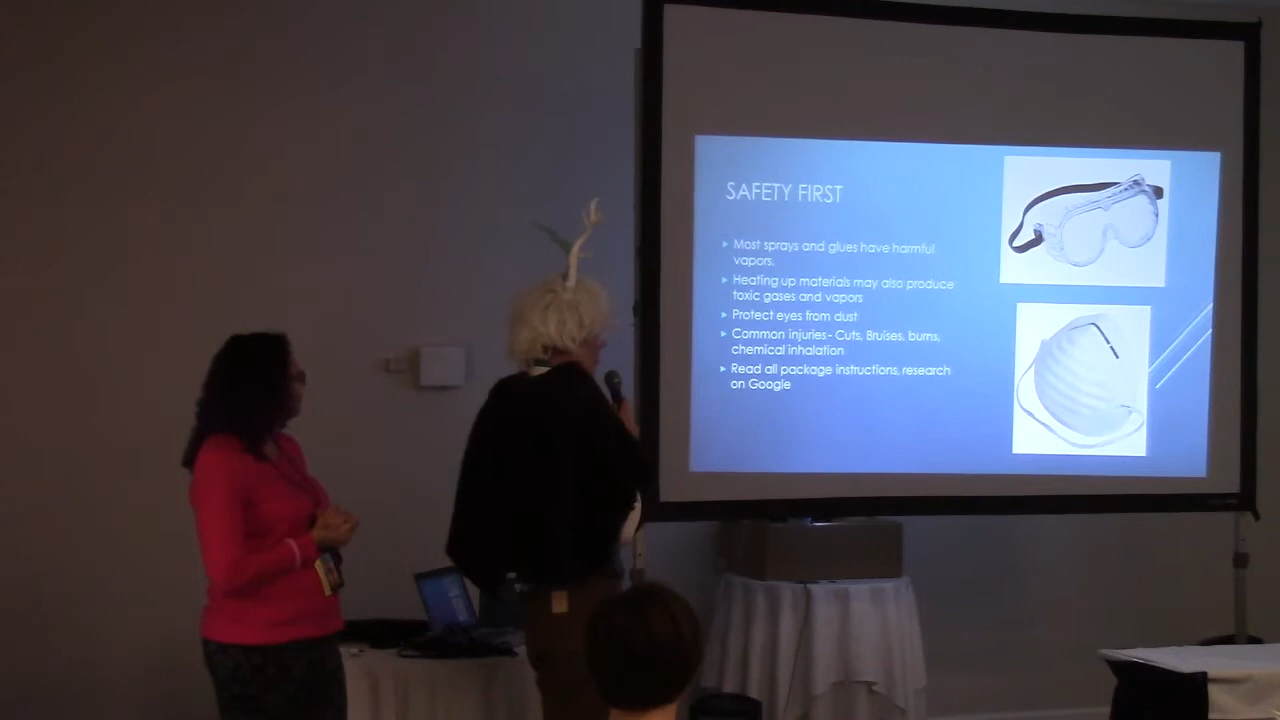 SAFETY FIRST
Most sprays and glues have harmful
vapors.
Heating up materials may also produce
toxic gases and vapors
Protect eyes from dust
Common injuries- Cuts, Bruises, burns,
chemical inhalation
Read all package instructions, research
on Google